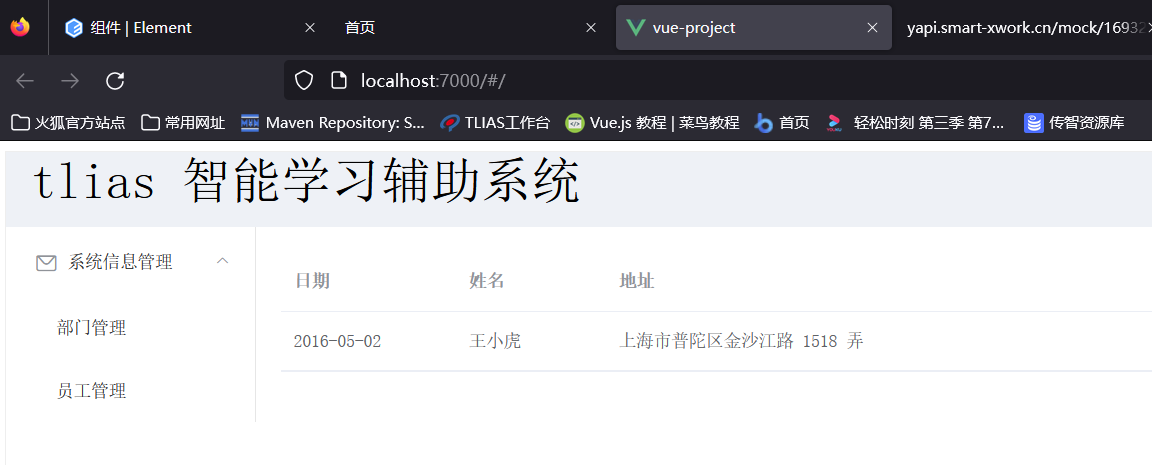 组件 | Element 首页 vue-project yapi.smart-xwork.cn/mock/16932
localhost:7000/#/
火狐官方站点 常用网址 Maven Repository: S... TLIAS工作台 Vue.js 教程 | 菜鸟教程 首页 轻松时刻 第三季 第7... 传智资源库
tlias 智能学习辅助系统
系统信息管理
日期 姓名 地址
部门管理
2016-05-02 王小虎 上海市普陀区金沙江路 1518 弄
员工管理